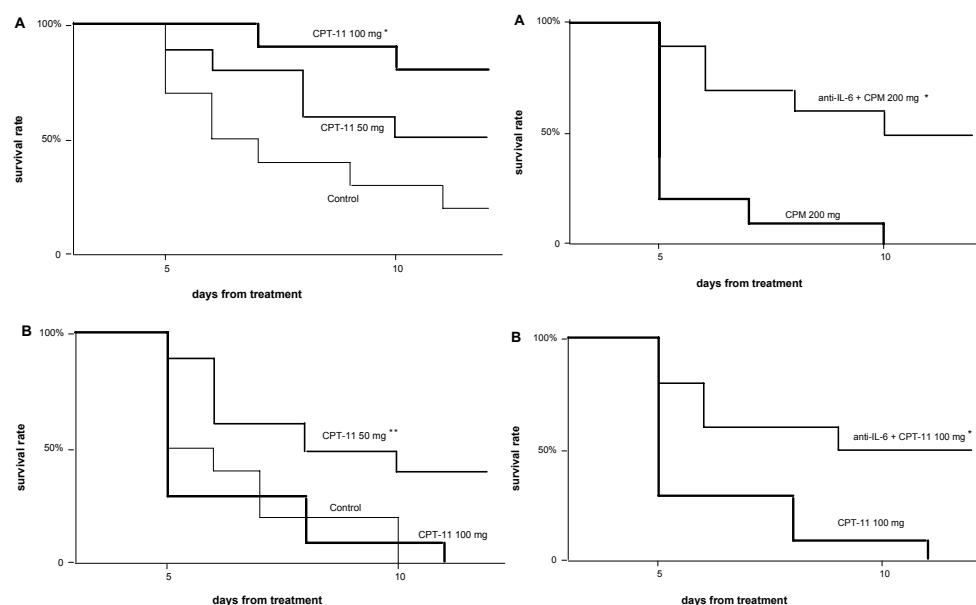 A
100%
CPT-11 100 mg *
50%
CPT-11 50 mg
Control
0
5
10
survival rate
days from treatment
A
100%
anti-IL-6 + CPM 200 mg *
50%
CPM 200 mg
0
5
10
survival rate
days from treatment
B
100%
50%
CPT-11 50 mg **
Control
CPT-11 100 mg
0
5
10
survival rate
days from treatment
B
100%
50%
anti-IL-6 + CPT-11 100 mg *
CPT-11 100 mg
0
5
10
survival rate
days from treatment